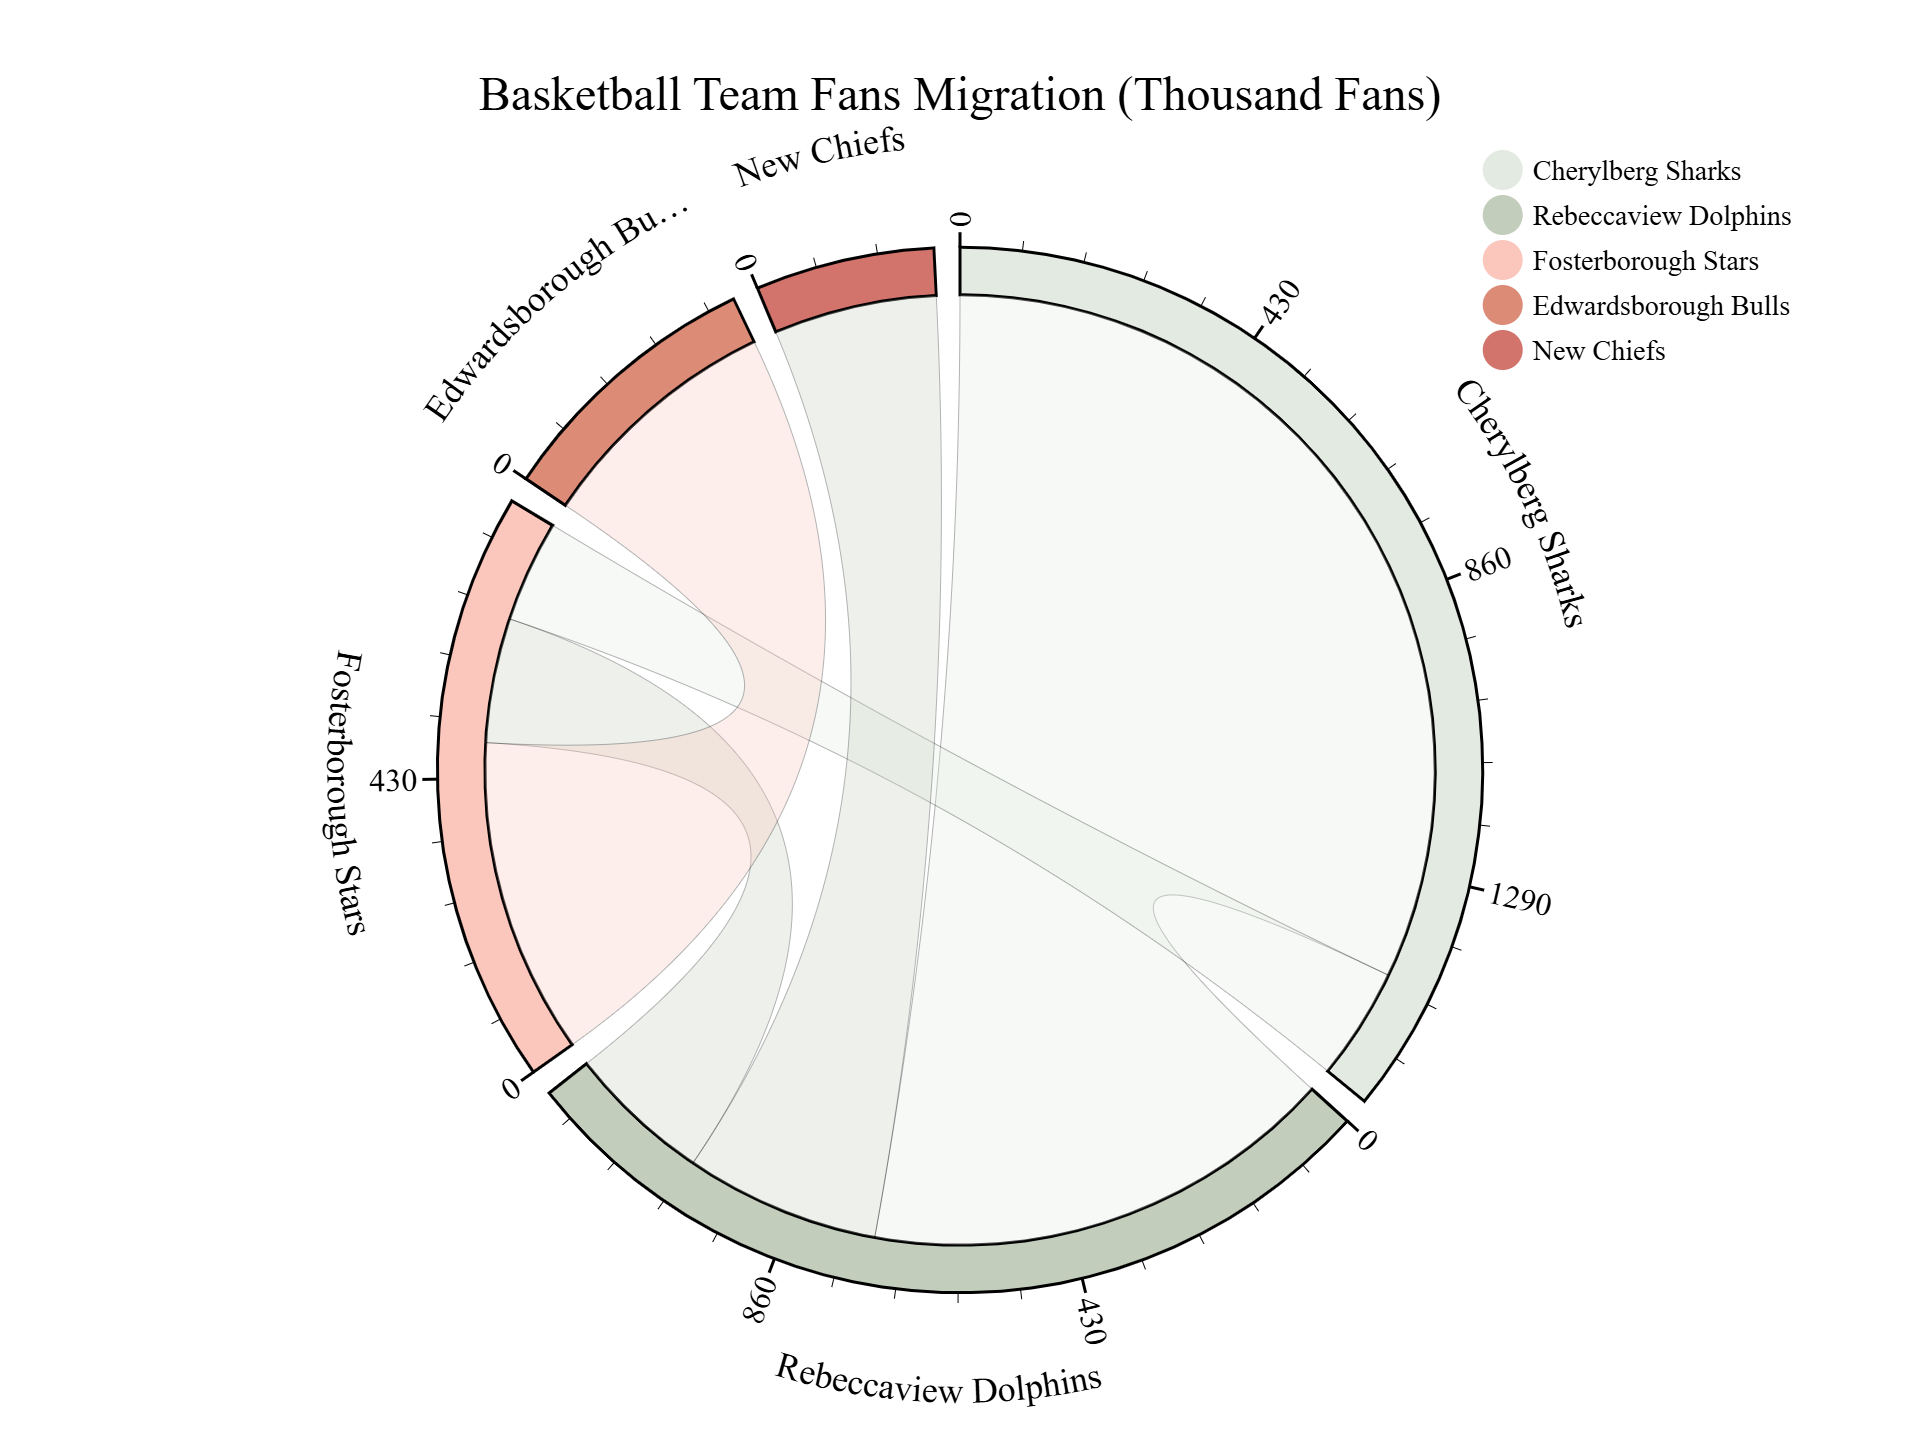 Basketball Team Fans Migration (Thousand Fans)
Cherylberg Sharks
Rebeccaview Dolphins
Fosterborough Stars
Edwardsborough Bulls
New Chiefs
New Chiefs
Edwardsborough Bu...
Cherylberg Sharks
Fosterborough Stars
Rebeccaview Dolphins
0
430
860
1290
0
430
860
0
430
0
0